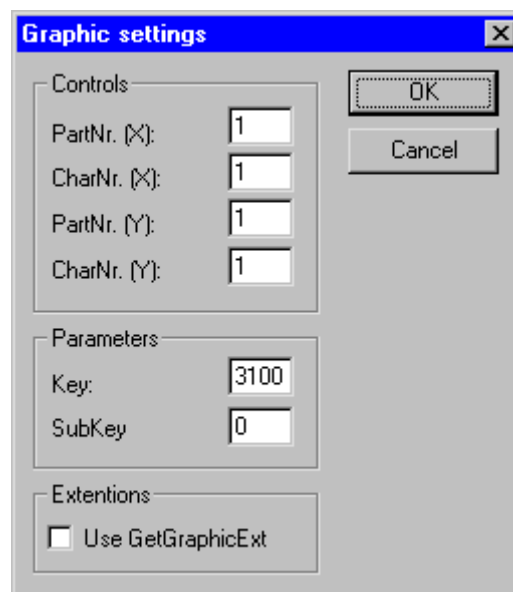 Graphic settings
Controls
PartNr. (X): 1
CharNr. (X): 1
PartNr. (Y): 1
CharNr. (Y): 1
OK
Cancel
Parameters
Key: 3100
SubKey 0
Extentions
Use GetGraphicExt